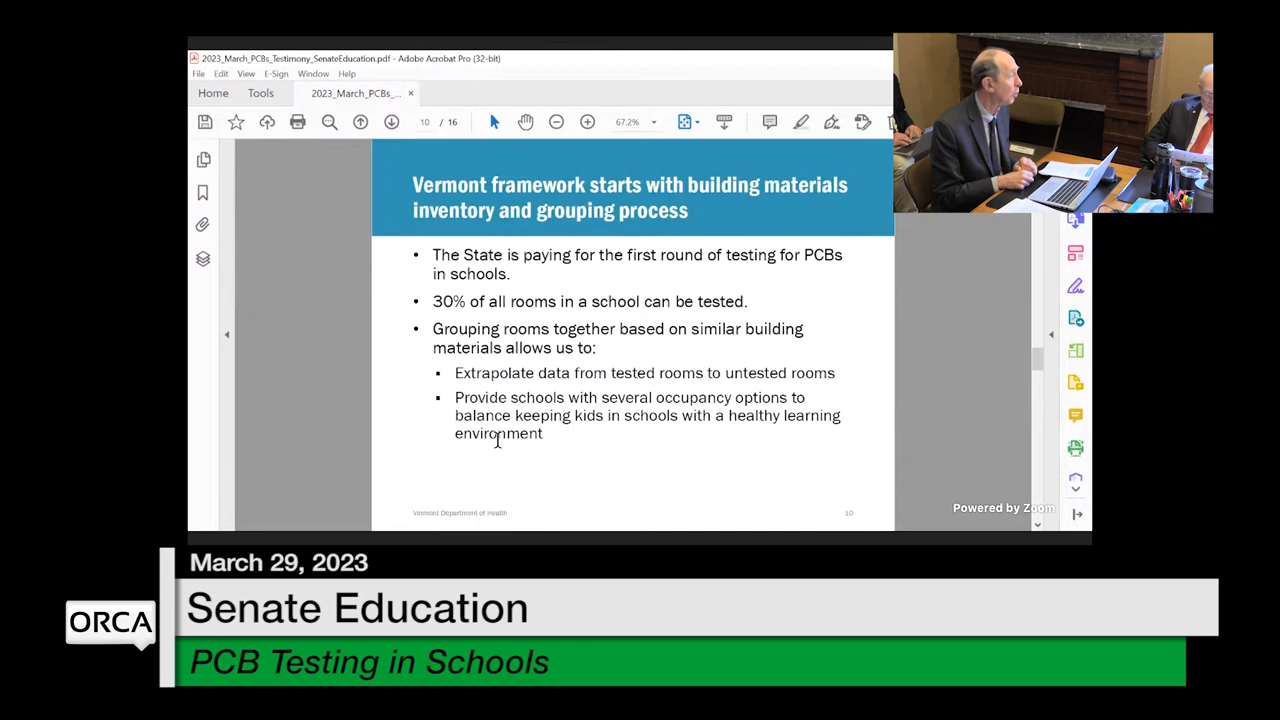 2023_March_PCBs_Testimony_SenateEducation.pdf - Adobe Acrobat Pro (32-bit)
File Edit View E-Sign Window Help
Home Tools 2023_March_PCBs_... ×
10 / 16 67.2%
Vermont framework starts with building materials
inventory and grouping process
• The State is paying for the first round of testing for PCBs
in schools.
• 30% of all rooms in a school can be tested.
• Grouping rooms together based on similar building
materials allows us to:
▪ Extrapolate data from tested rooms to untested rooms
▪ Provide schools with several occupancy options to
balance keeping kids in schools with a healthy learning
environment
Vermont Department of Health 10
Powered by Zoom
March 29, 2023
Senate Education
ORCA
PCB Testing in Schools